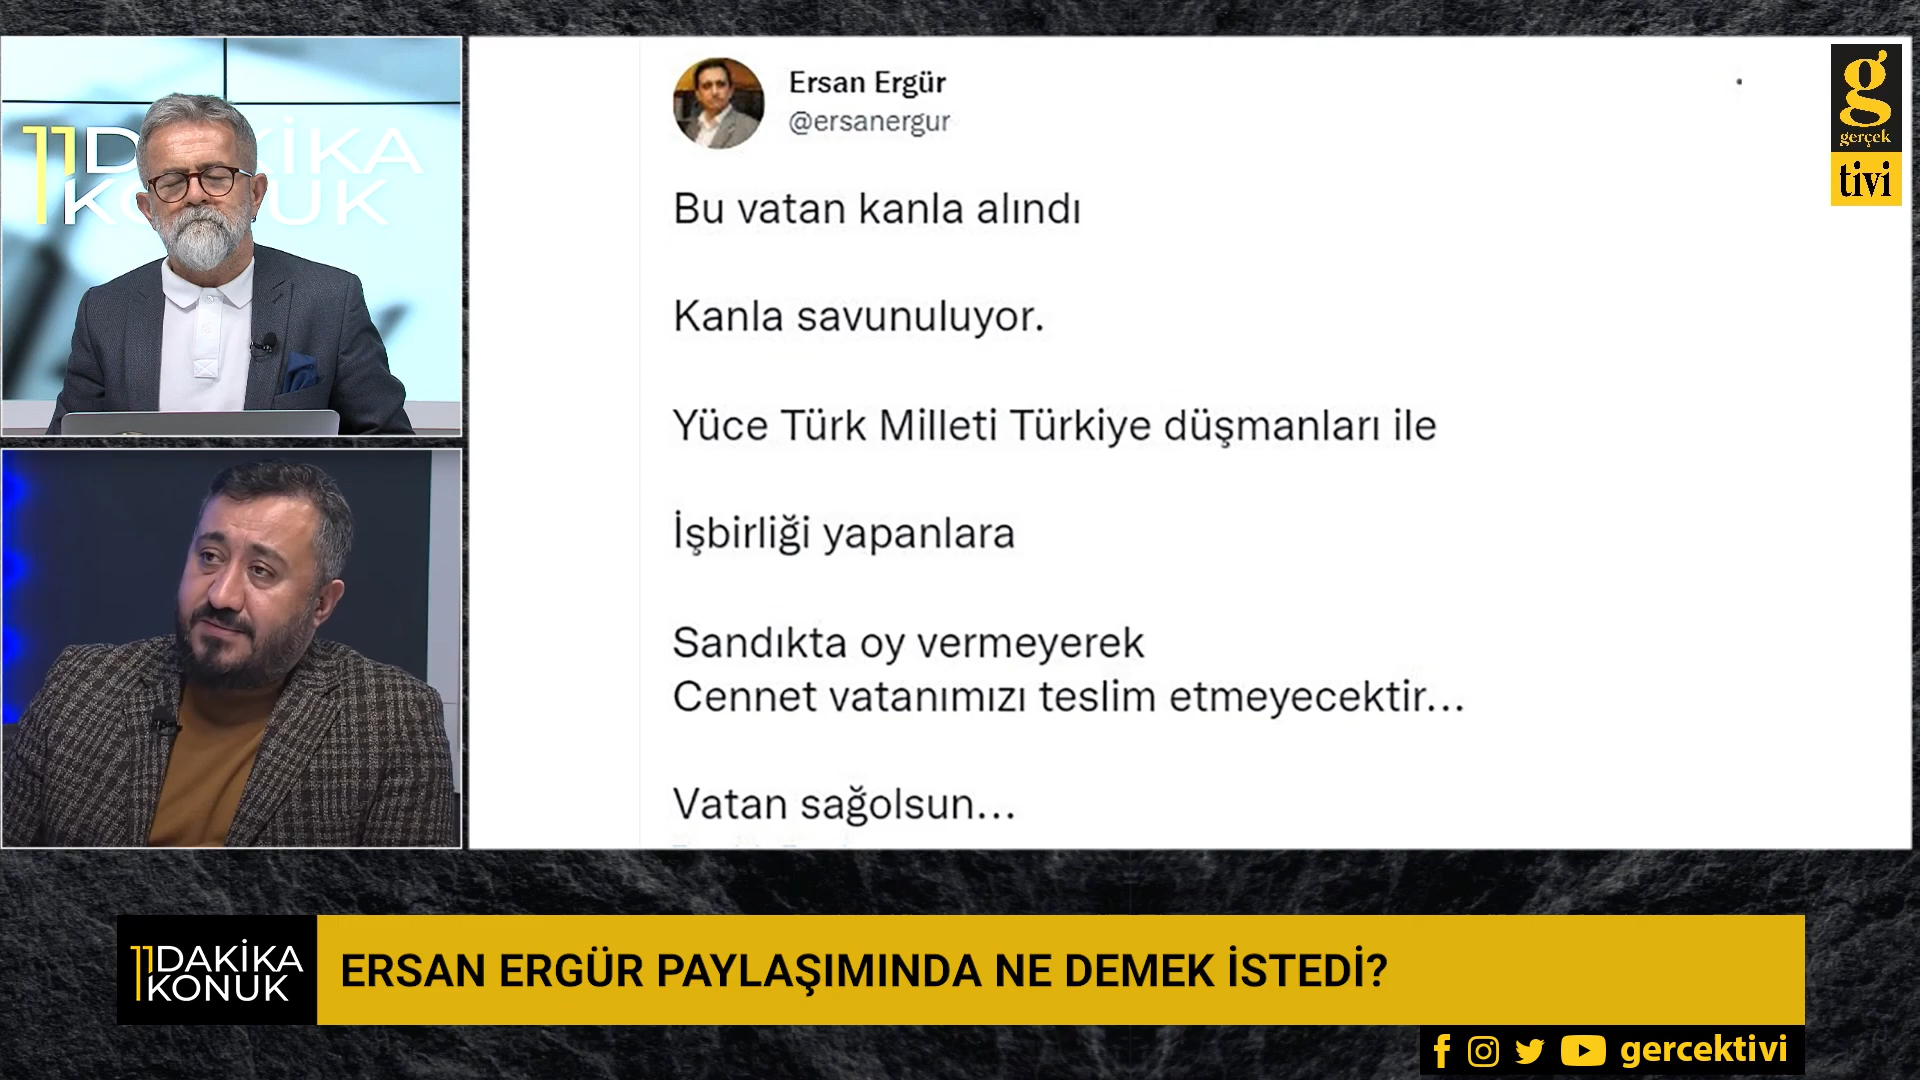 11DAKİKA
KONUK
Ersan Ergür
@ersanergur
Bu vatan kanla alındı
Kanla savunuluyor.
Yüce Türk Milleti Türkiye düşmanları ile
İşbirliği yapanlara
Sandıkta oy vermeyerek
Cennet vatanımızı teslim etmeyecektir...
Vatan sağolsun...
g
gerçek
tivi
11DAKİKA
KONUK
ERSAN ERGÜR PAYLAŞIMINDA NE DEMEK İSTEDİ?
gercektivi